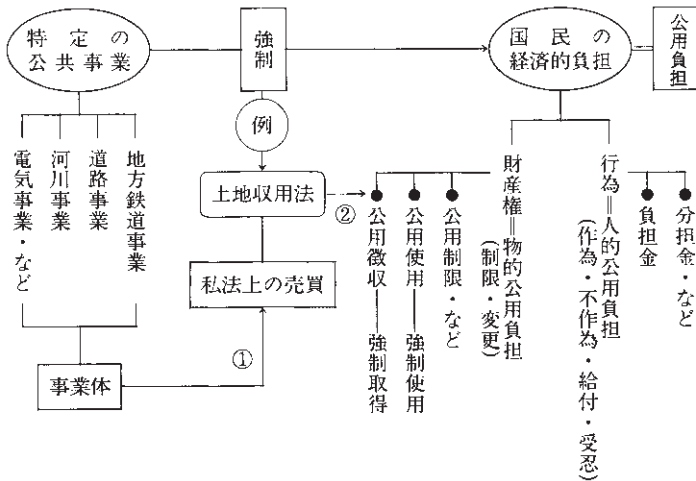 特定の
公共事業
強制
国民の
経済的負担
公用負担
例
地方鉄道事業
道路事業
河川事業
電気事業・など
土地収用法
②
私法上の売買
①
事業体
行為＝人的公用負担
(作為・不作為・給付・受忍)
分担金・など
負担金
財産権＝物的公用負担
(制限・変更)
公用制限・など
公用使用――強制使用
公用徴収――強制取得